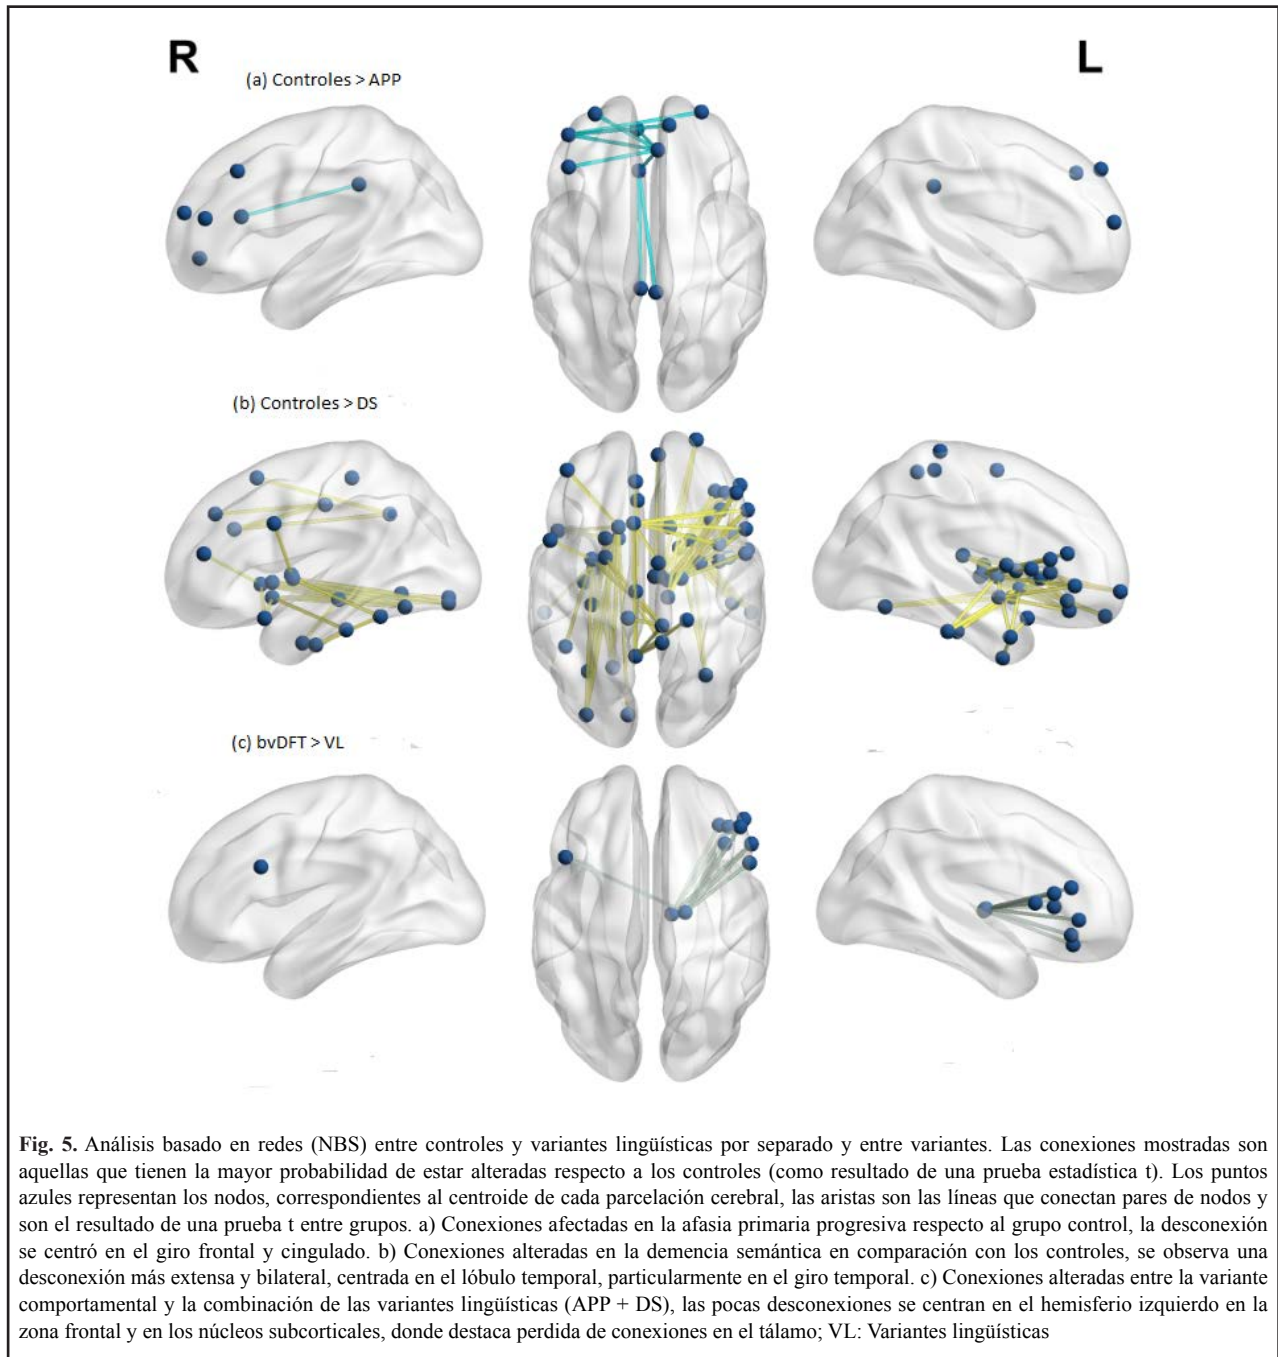 R
L
(a) Controles > APP
(b) Controles > DS
(c) bvDFT > VL
Fig. 5. Análisis basado en redes (NBS) entre controles y variantes lingüísticas por separado y entre variantes. Las conexiones mostradas son
aquellas que tienen la mayor probabilidad de estar alteradas respecto a los controles (como resultado de una prueba estadística t). Los puntos
azules representan los nodos, correspondientes al centroide de cada parcelación cerebral, las aristas son las líneas que conectan pares de nodos y
son el resultado de una prueba t entre grupos. a) Conexiones afectadas en la afasia primaria progresiva respecto al grupo control, la desconexión
se centró en el giro frontal y cingulado. b) Conexiones alteradas en la demencia semántica en comparación con los controles, se observa una
desconexión más extensa y bilateral, centrada en el lóbulo temporal, particularmente en el giro temporal. c) Conexiones alteradas entre la variante
comportamental y la combinación de las variantes lingüísticas (APP + DS), las pocas desconexiones se centran en el hemisferio izquierdo en la
zona frontal y en los núcleos subcorticales, donde destaca perdida de conexiones en el tálamo; VL: Variantes lingüísticas